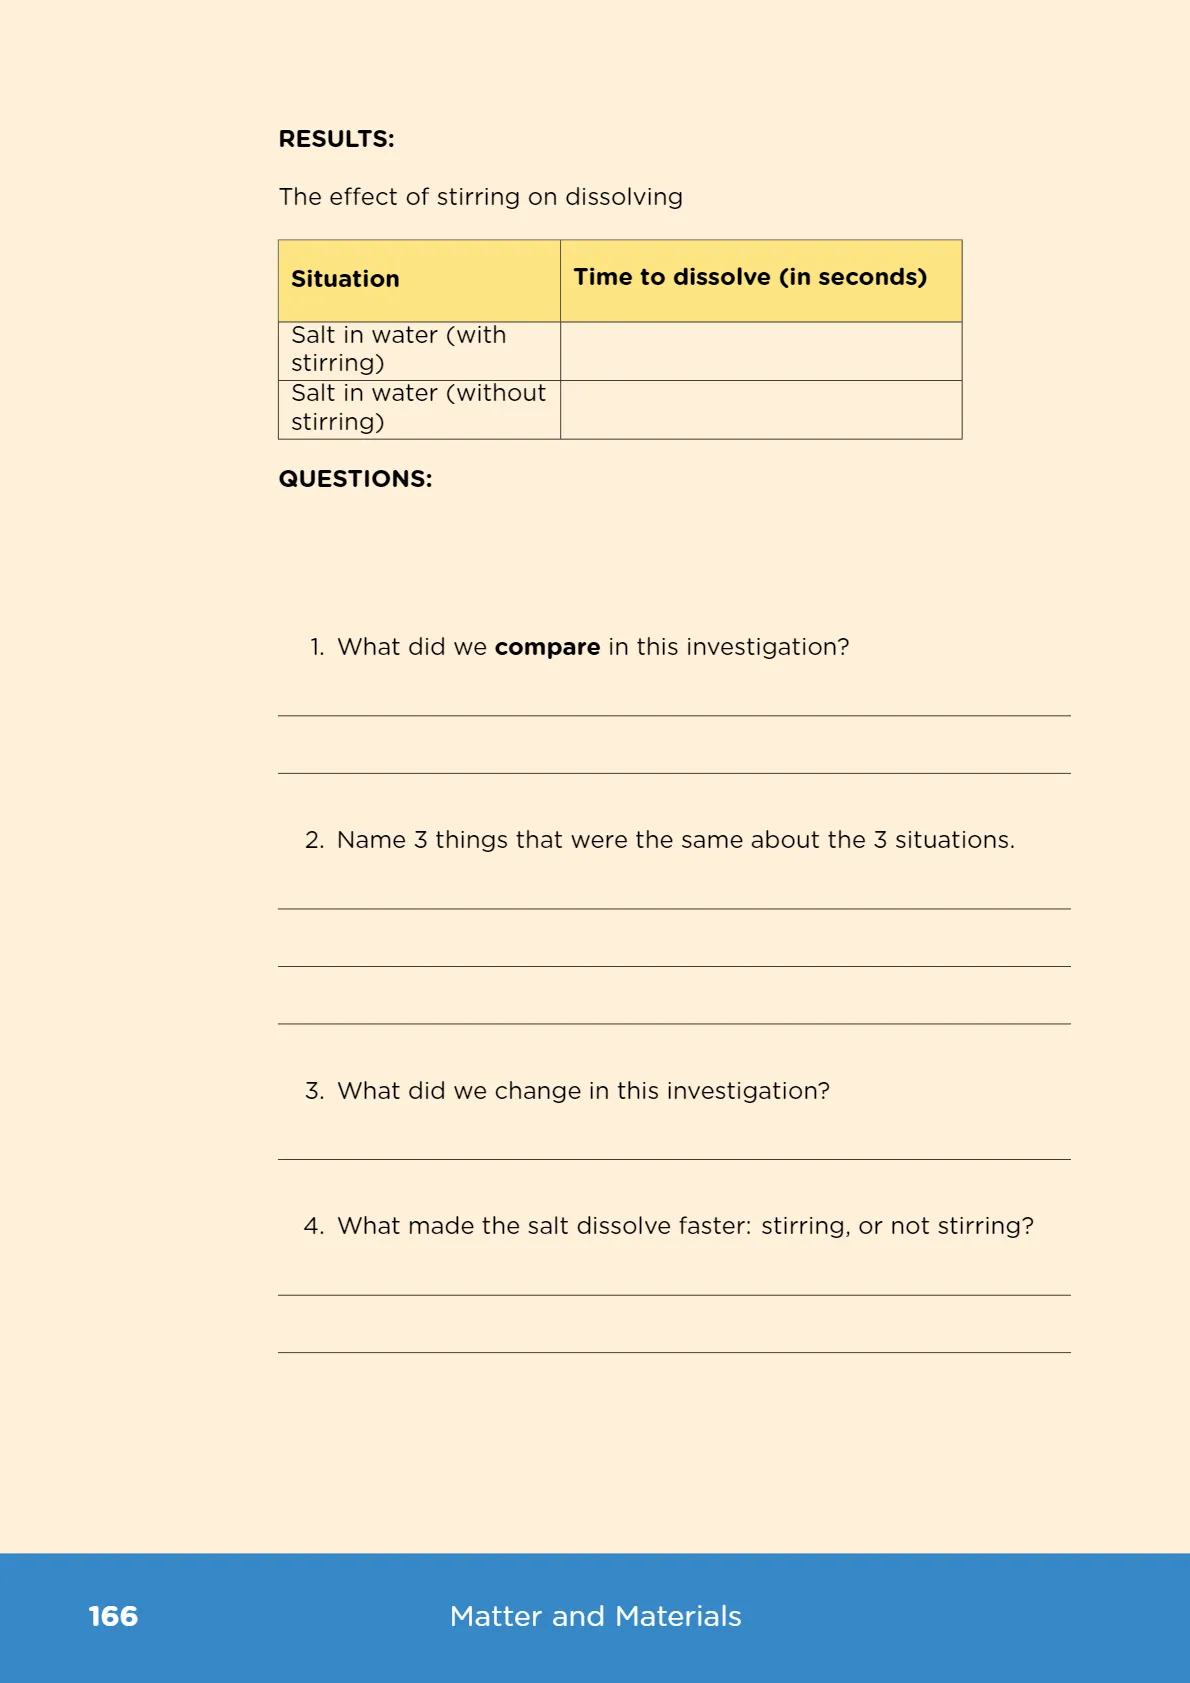 RESULTS:
The effect of stirring on dissolving
Situation
Time to dissolve (in seconds)
Salt in water (with
stirring)
Salt in water (without
stirring)
QUESTIONS:
1. What did we compare in this investigation?
2. Name 3 things that were the same about the 3 situations.
3. What did we change in this investigation?
4. What made the salt dissolve faster: stirring, or not stirring?
166
Matter and Materials